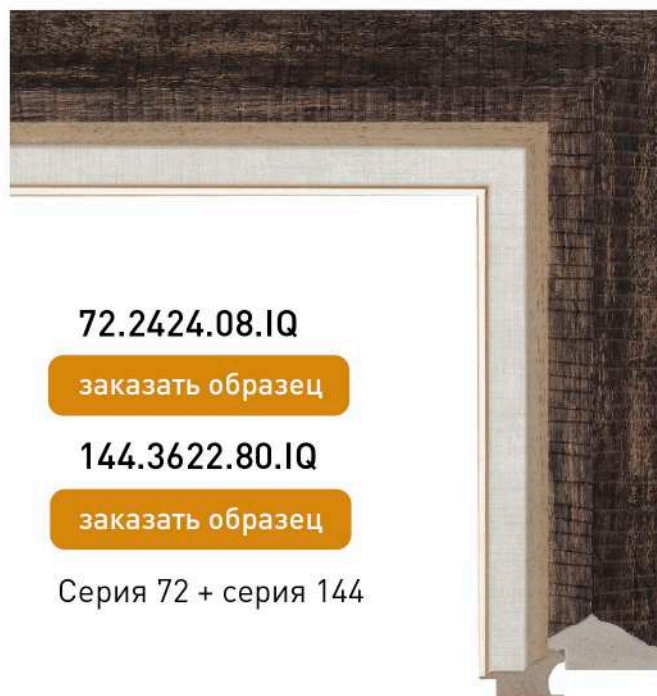 72.2424.08.IQ
заказать образец
144.3622.80.IQ
заказать образец
Серия 72 + серия 144